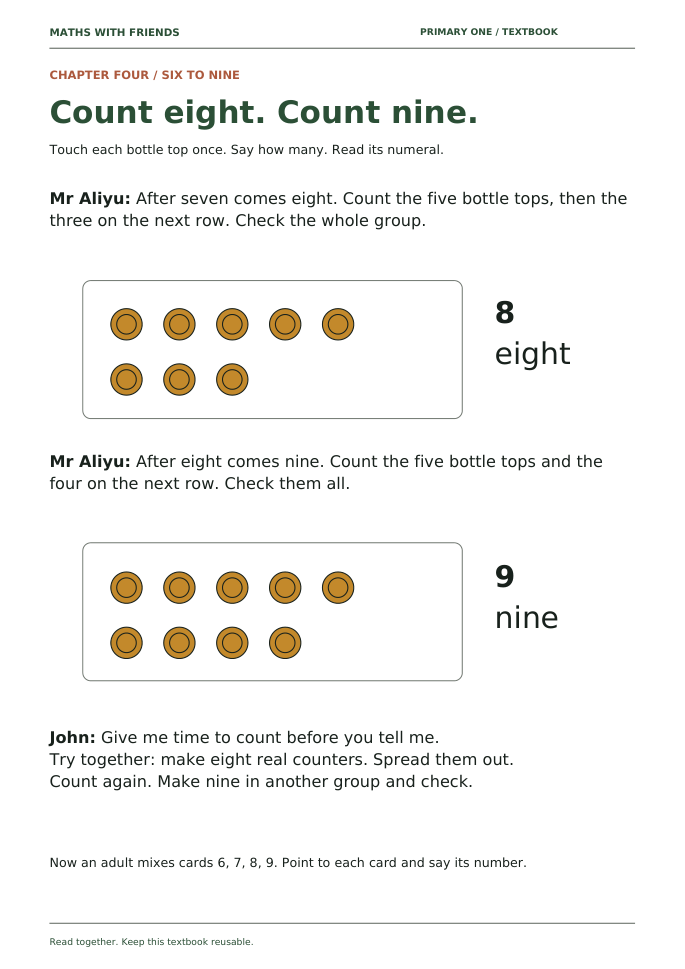 MATHS WITH FRIENDS
PRIMARY ONE / TEXTBOOK
CHAPTER FOUR / SIX TO NINE
Count eight. Count nine.
Touch each bottle top once. Say how many. Read its numeral.
Mr Aliyu: After seven comes eight. Count the five bottle tops, then the
three on the next row. Check the whole group.
8
eight
Mr Aliyu: After eight comes nine. Count the five bottle tops and the
four on the next row. Check them all.
9
nine
John: Give me time to count before you tell me.
Try together: make eight real counters. Spread them out.
Count again. Make nine in another group and check.
Now an adult mixes cards 6, 7, 8, 9. Point to each card and say its number.
Read together. Keep this textbook reusable.